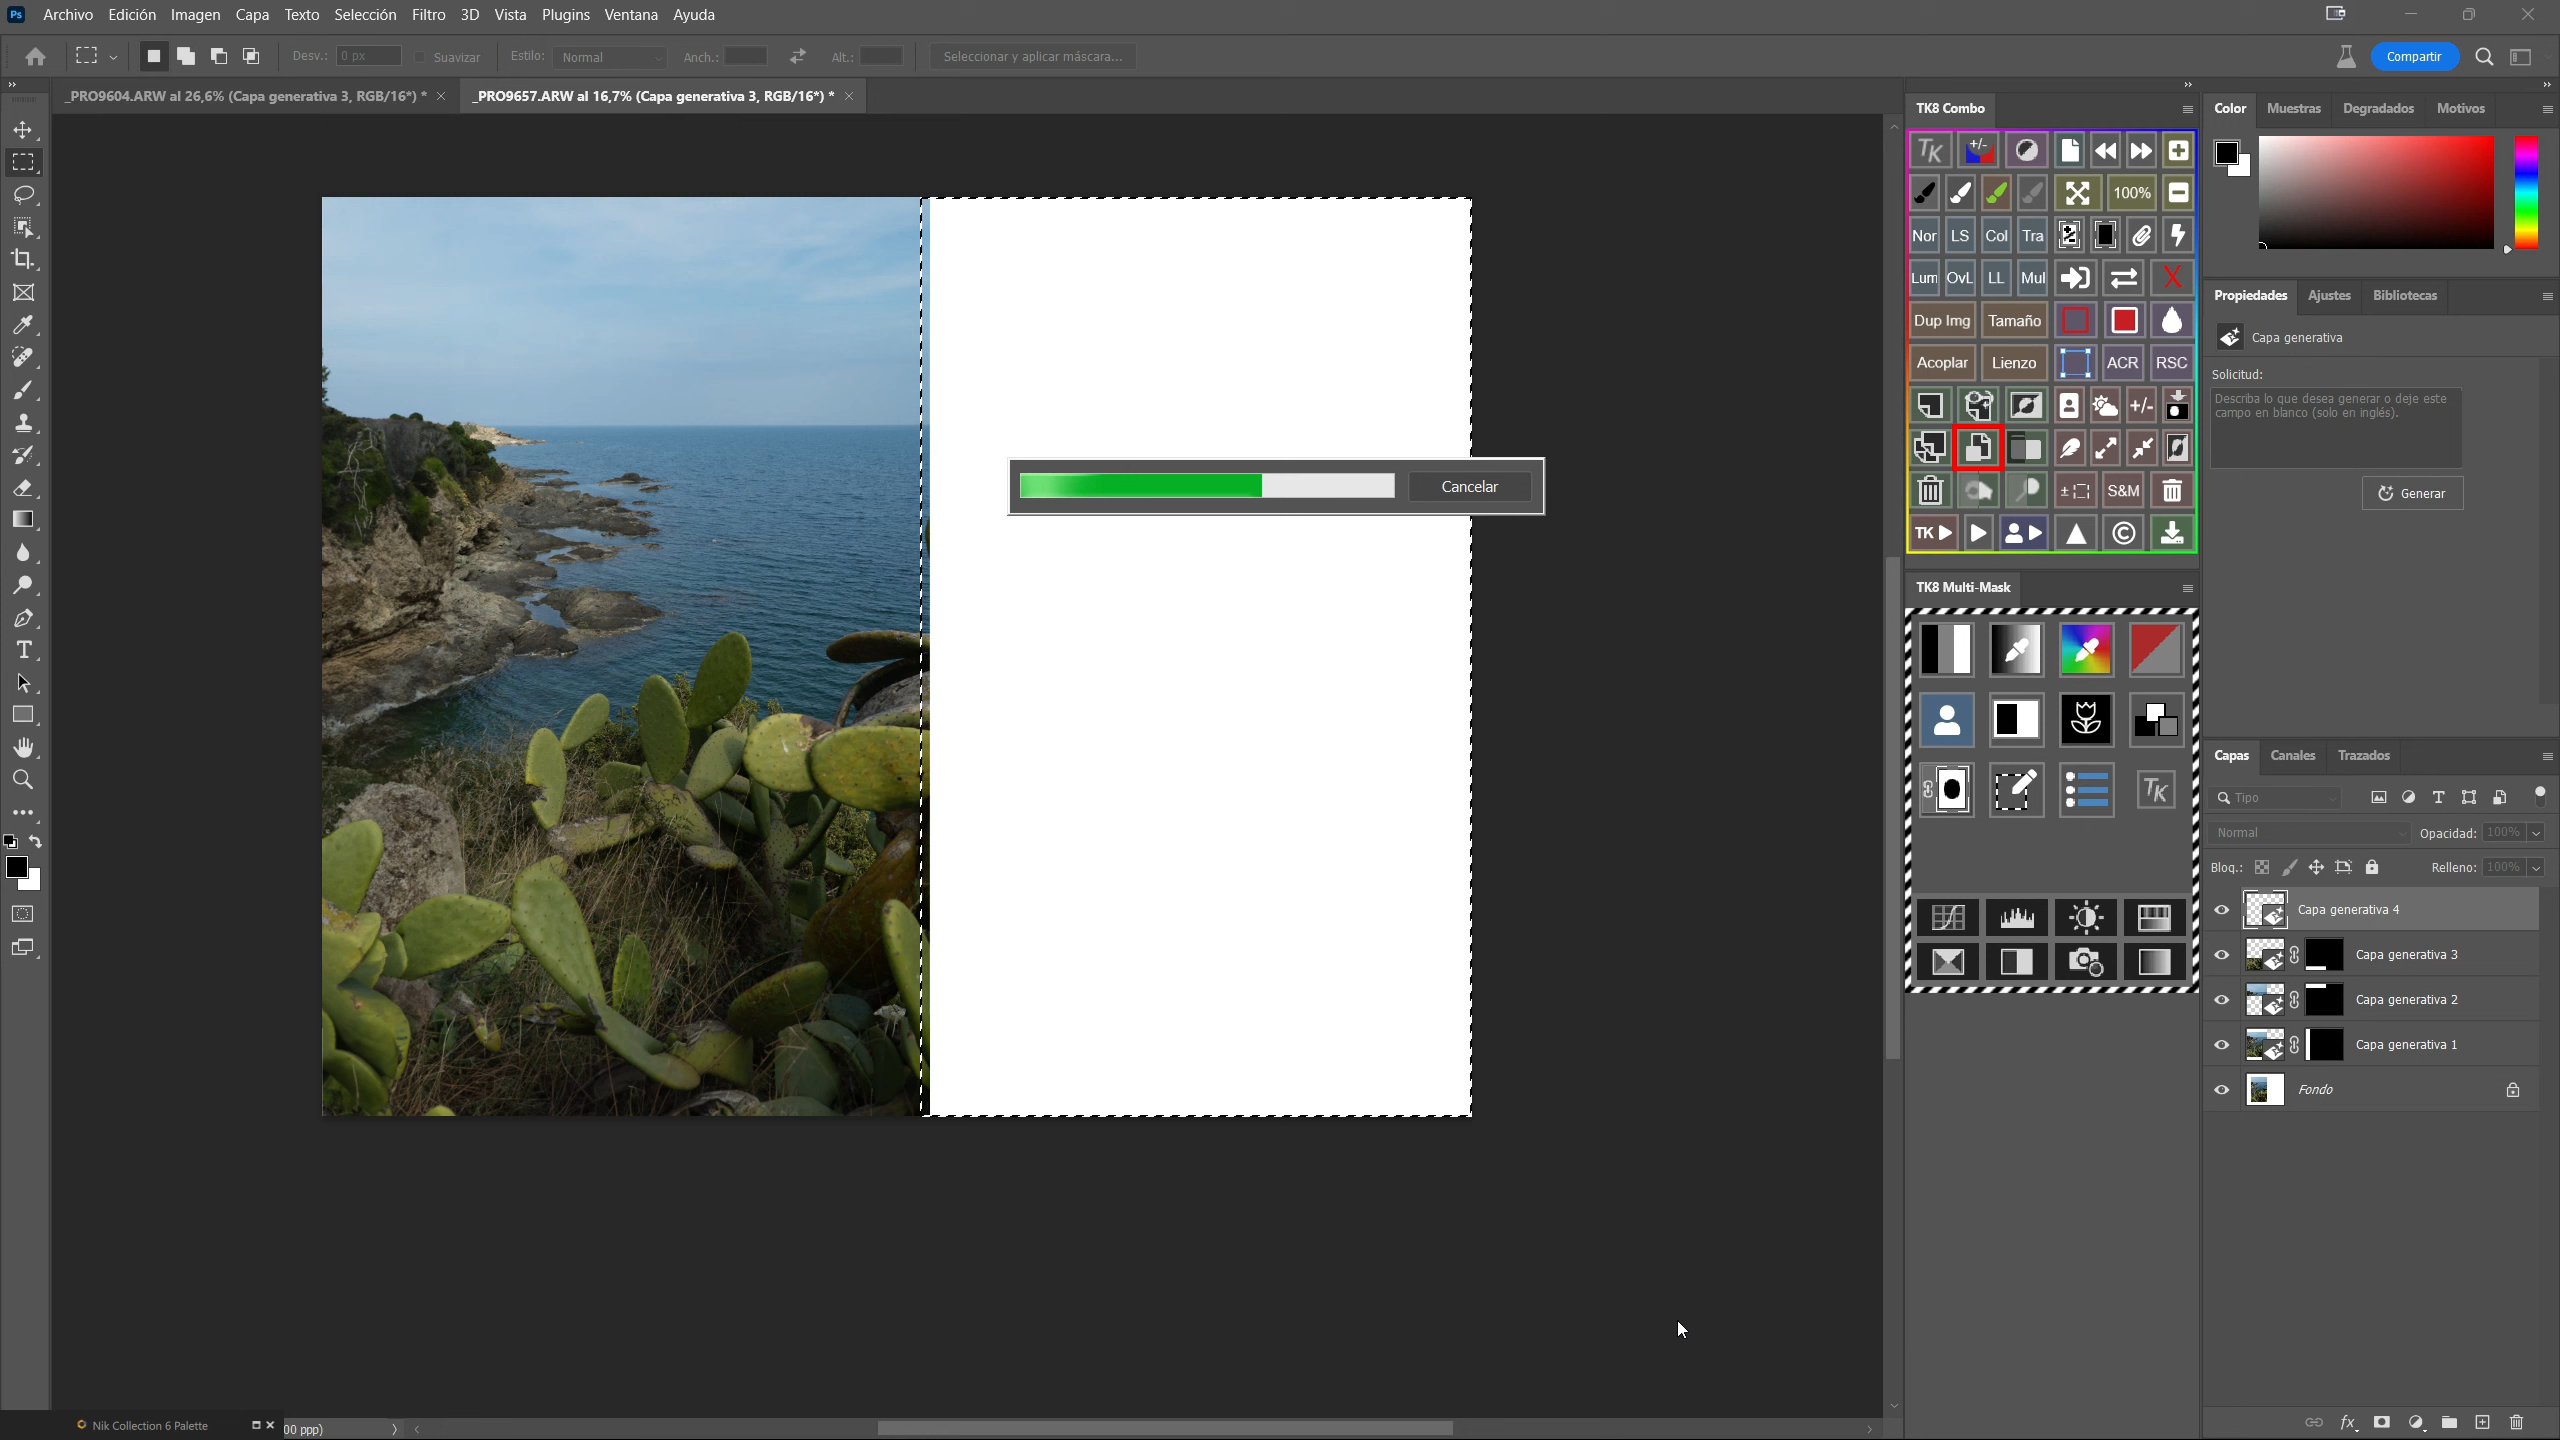 Ps Archivo Edición Imagen Capa Texto Selección Filtro 3D Vista Plugins Ventana Ayuda
Desv.: 0 px Suavizar Estilo: Normal Anch.: Alt.: Seleccionar y aplicar máscara... Compartir
_PRO9604.ARW al 26,6% (Capa generativa 3, RGB/16*) *
_PRO9657.ARW al 16,7% (Capa generativa 3, RGB/16*) *
Cancelar
TK8 Combo
TK +/-
100%
Nor LS Col Tra
Lum OvL LL Mul X
Dup Img Tamaño
Acoplar Lienzo ACR RSC
+/-
S&M
TK ©
TK8 Multi-Mask
TK
Color Muestras Degradados Motivos
Propiedades Ajustes Bibliotecas
Capa generativa
Solicitud:
Describa lo que desea generar o deje este
campo en blanco (solo en inglés).
Generar
Capas Canales Trazados
Tipo
Normal Opacidad: 100%
Bloq.: Relleno: 100%
Capa generativa 4
Capa generativa 3
Capa generativa 2
Capa generativa 1
Fondo
fx
Nik Collection 6 Palette
00 ppp)